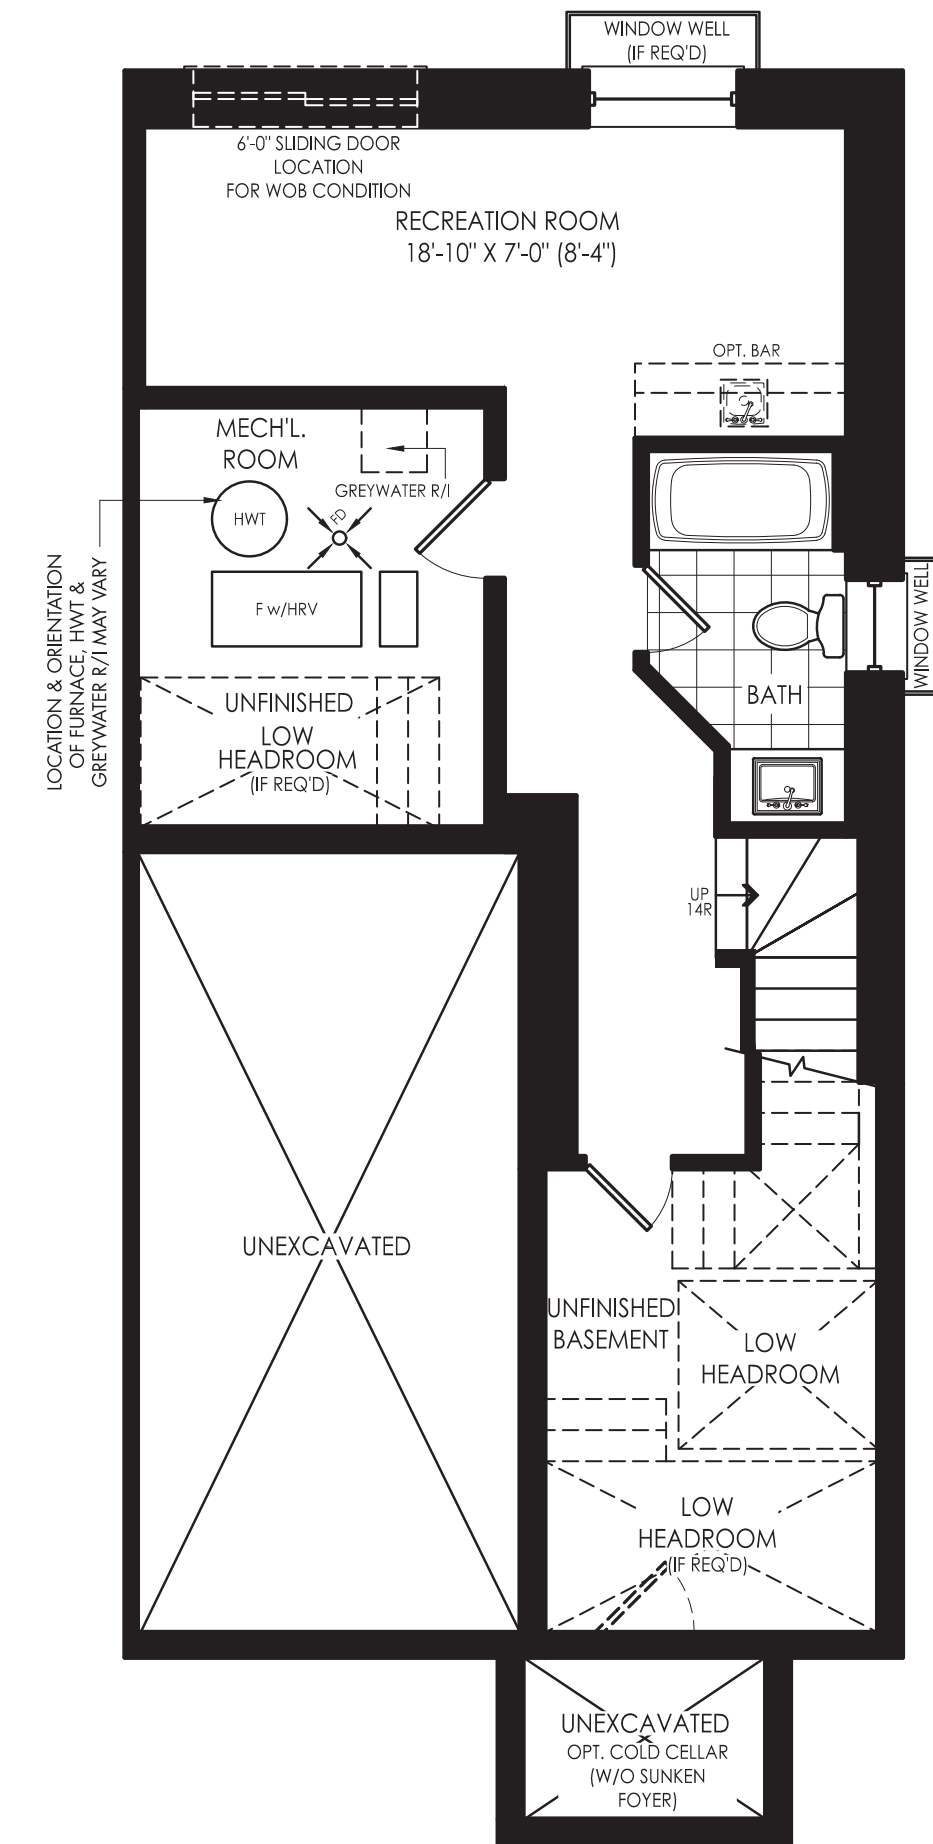 WINDOW WELL
(IF REQ'D)
6'-0" SLIDING DOOR
LOCATION
FOR WOB CONDITION
RECREATION ROOM
18'-10" X 7'-0" (8'-4")
OPT. BAR
MECH'L.
ROOM
GREYWATER R/I
HWT
FD
F w/HRV
LOCATION & ORIENTATION
OF FURNACE, HWT &
GREYWATER R/I MAY VARY
WINDOW WELL
BATH
UNFINISHED
LOW
HEADROOM
(IF REQ'D)
UP
14R
UNEXCAVATED
UNFINISHED
BASEMENT
LOW
HEADROOM
LOW
HEADROOM
(IF REQ'D)
UNEXCAVATED
OPT. COLD CELLAR
(W/O SUNKEN
FOYER)